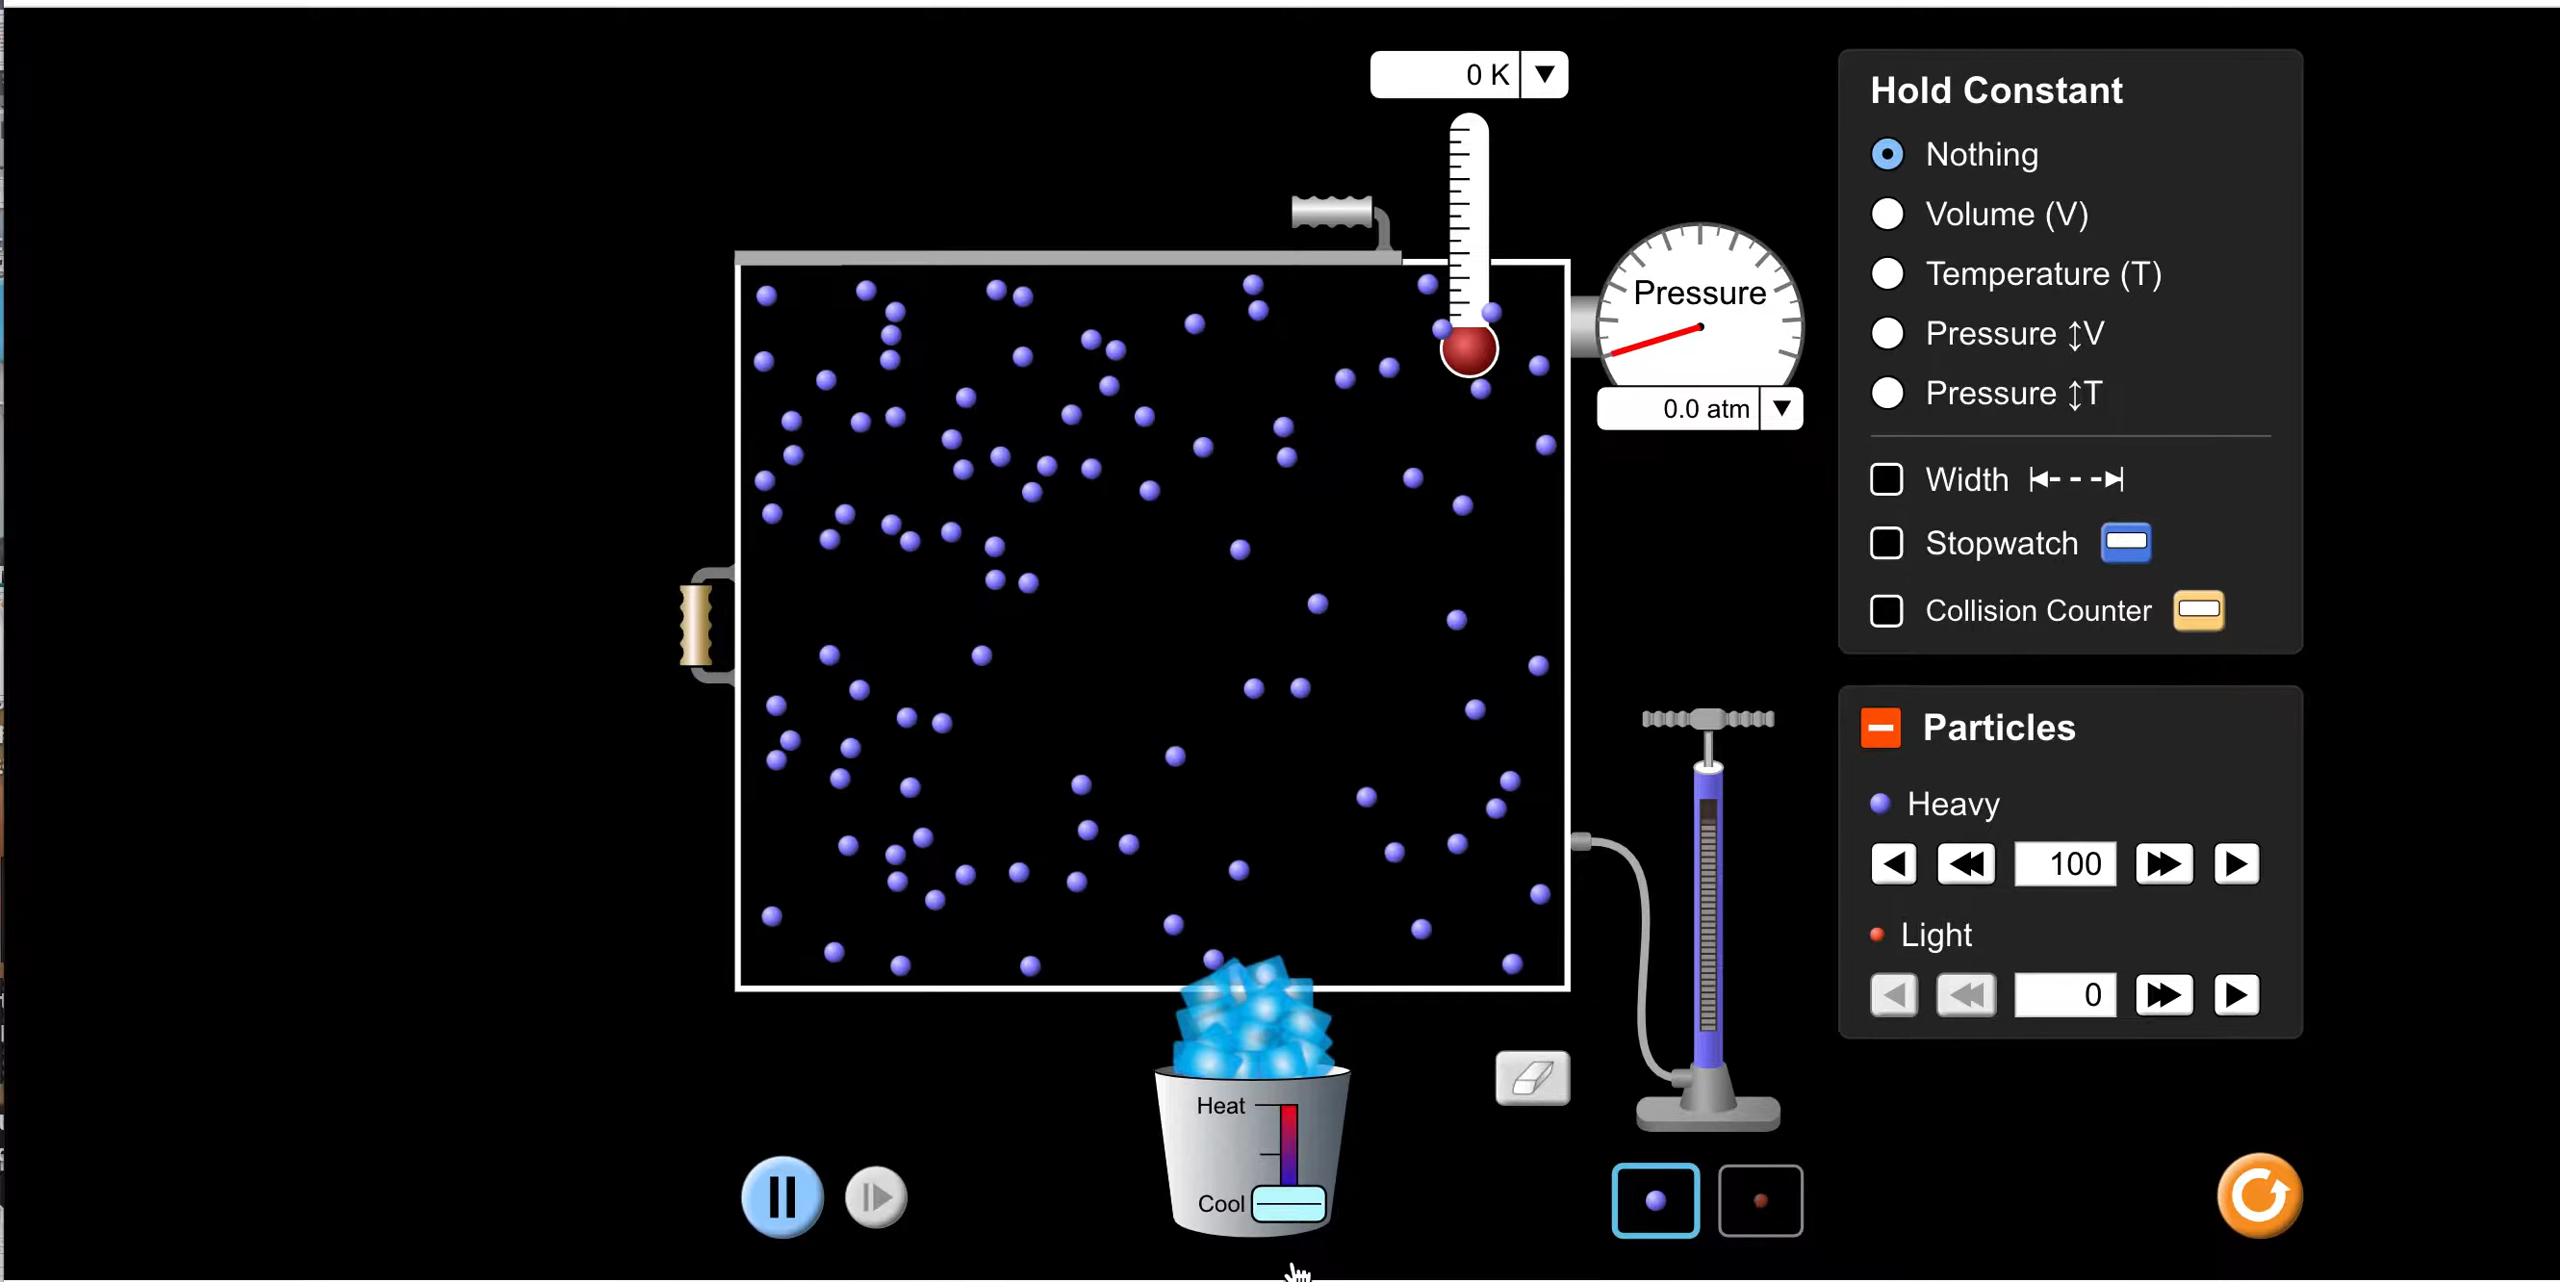 0 K
Hold Constant
Nothing
Volume (V)
Temperature (T)
Pressure ↕V
Pressure ↕T
Width
Stopwatch
Collision Counter
Pressure
0.0 atm
Particles
Heavy
100
Light
0
Heat
Cool